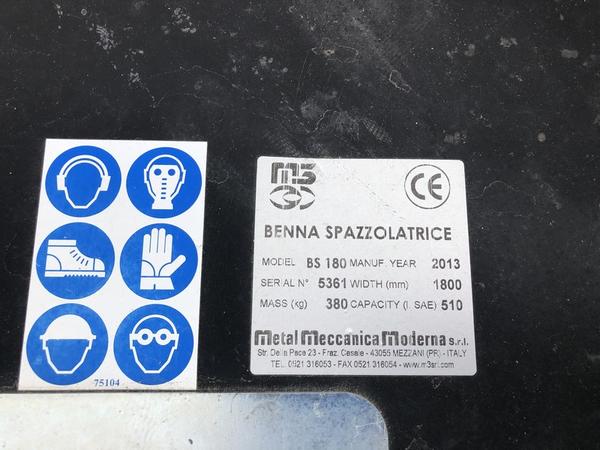 75104
m3
CE
BENNA SPAZZOLATRICE
MODEL BS 180 MANUF. YEAR 2013
SERIAL N° 5361 WIDTH (mm) 1800
MASS (kg) 380 CAPACITY (l. SAE) 510
Metal Meccanica Moderna s.r.l.
Str. Della Pace 23 - Fraz. Casale - 43055 MEZZANI (PR) - ITALY
TEL. 0521 316053 - FAX 0521 316054 - www.m3srl.com